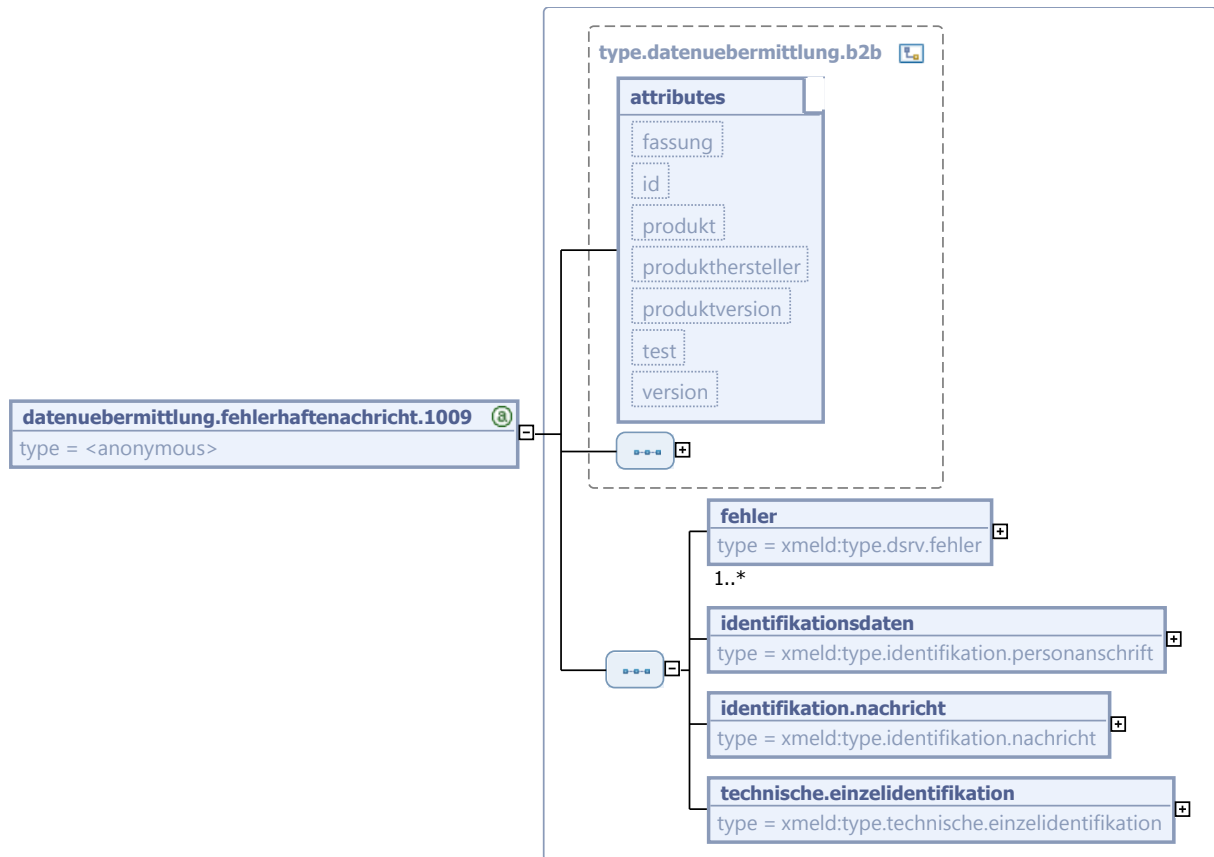 type.datenuebermittlung.b2b
attributes
fassung
id
produkt
produkthersteller
produktversion
test
version
datenuebermittlung.fehlerhaftenachricht.1009
type = <anonymous>
fehler
type = xmeld:type.dsrv.fehler
1..*
identifikationsdaten
type = xmeld:type.identifikation.personanschrift
identifikation.nachricht
type = xmeld:type.identifikation.nachricht
technische.einzelidentifikation
type = xmeld:type.technische.einzelidentifikation